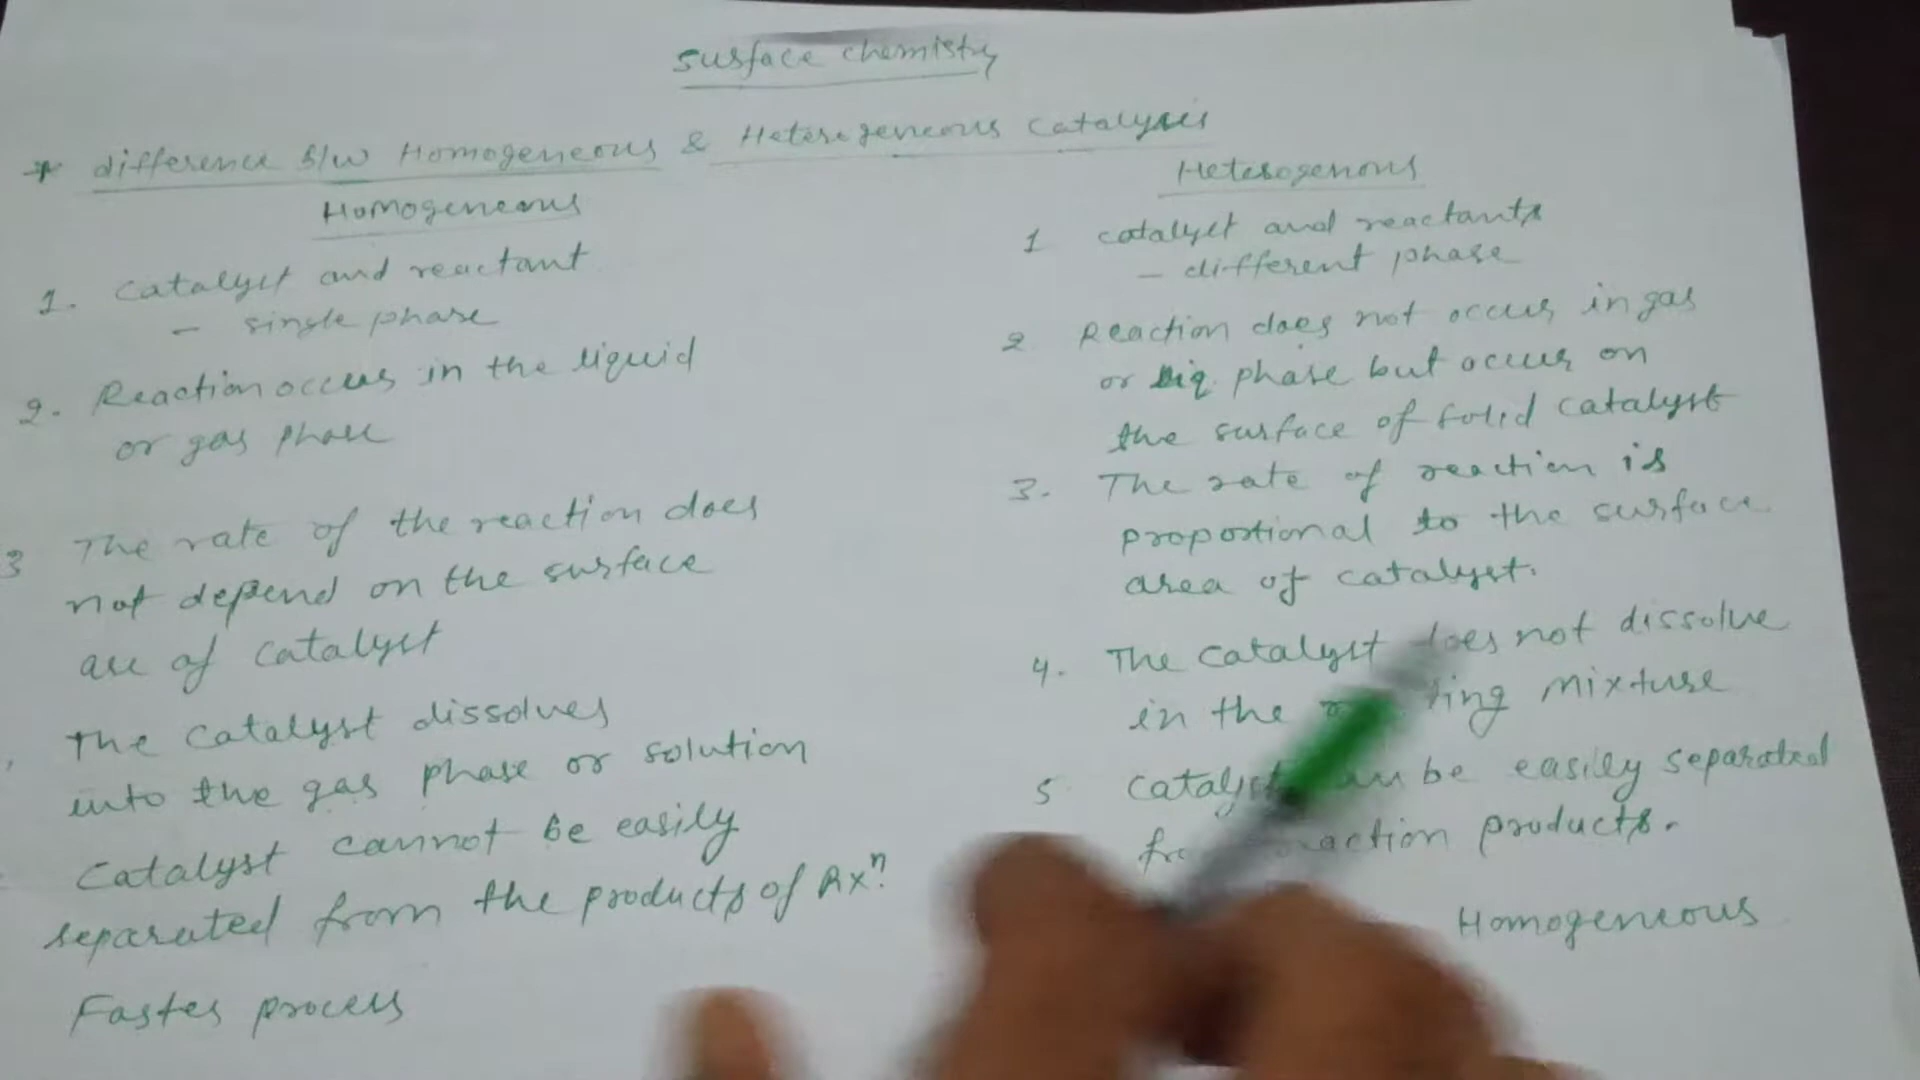 surface chemistry
* difference b/w Homogeneous & Heterogeneous catalysis
Homogeneous
1. Catalyst and reactant
- single phase
2. Reaction occurs in the liquid
or gas phase
3 The rate of the reaction does
not depend on the surface
are of catalyst
The catalyst dissolves
into the gas phase or solution
Catalyst cannot be easily
separated from the products of Rxⁿ
Faster process
Heterogenous
1 catalyst and reactants
- different phase
2 Reaction does not occur in gas
or liq. phase but occur on
the surface of solid catalyst
3. The rate of reaction is
proportional to the surface
area of catalyst.
4. The catalyst does not dissolve
in the mixture
5 catalyst be easily separated
products.
Homogeneous